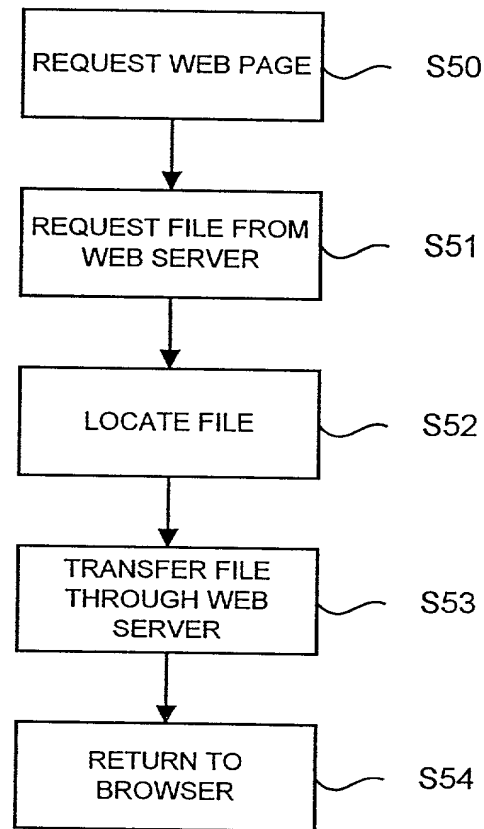 REQUEST WEB PAGE
S50
REQUEST FILE FROM
WEB SERVER
S51
LOCATE FILE
S52
TRANSFER FILE
THROUGH WEB
SERVER
S53
RETURN TO
BROWSER
S54